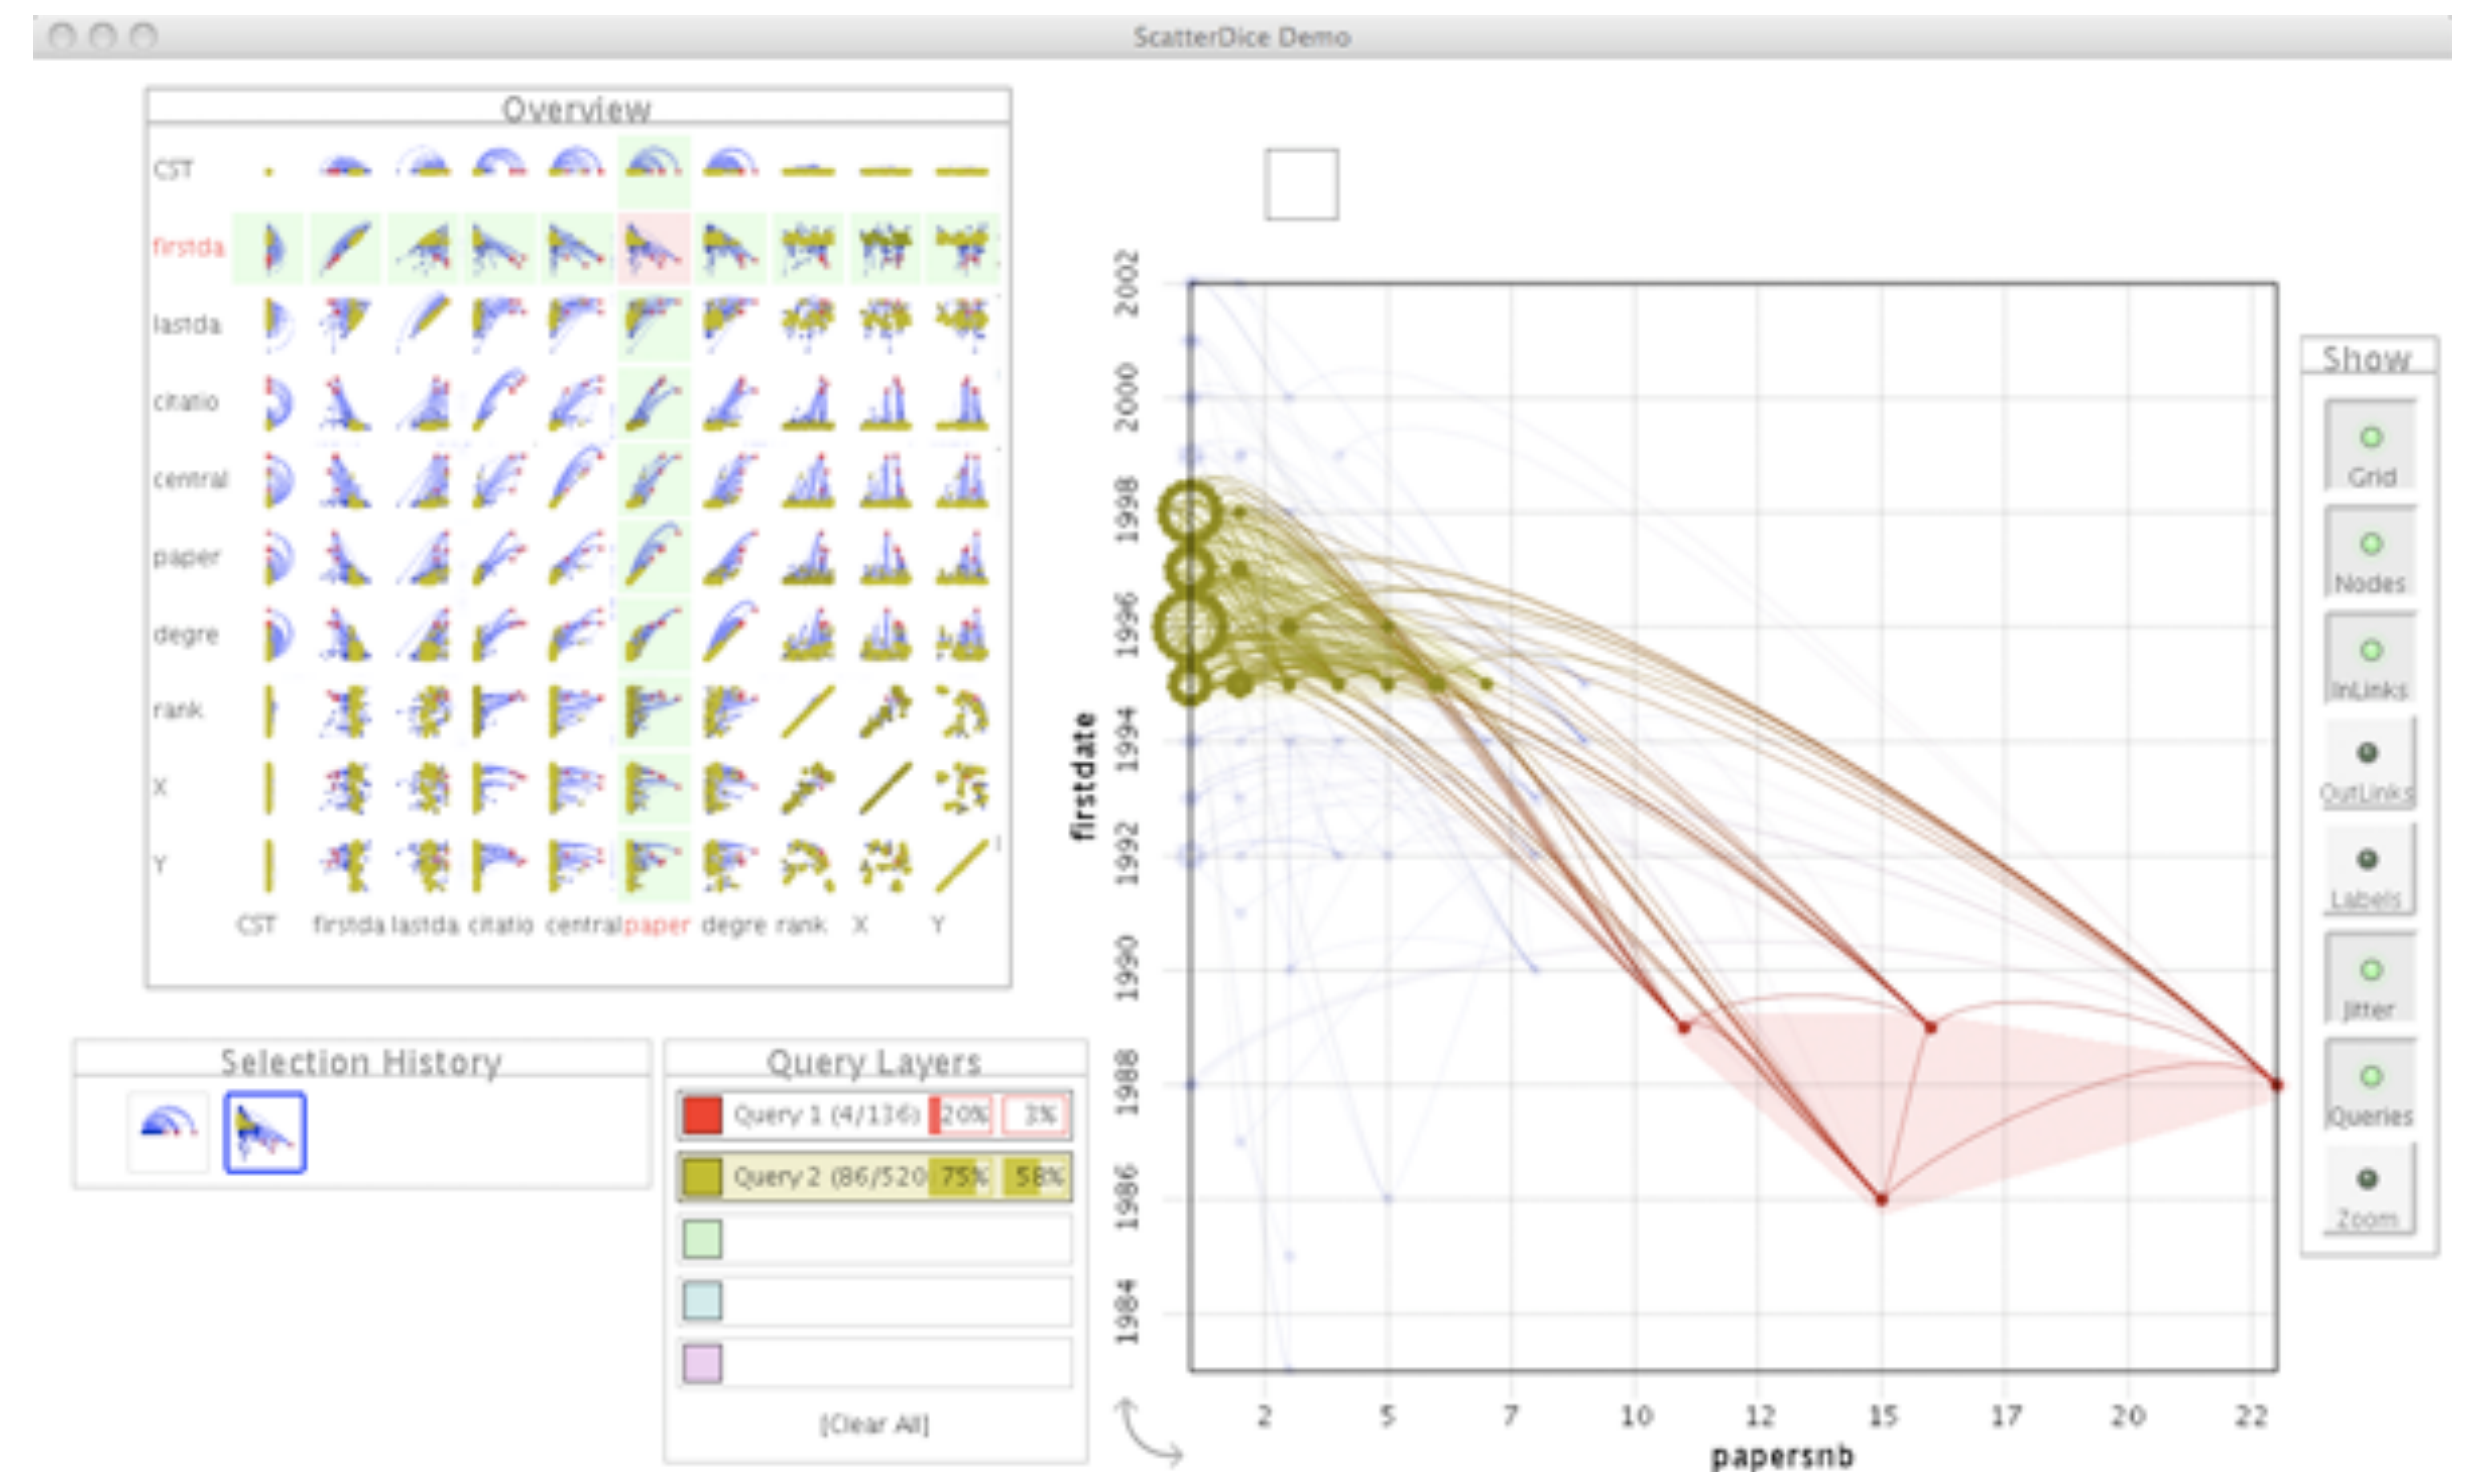 ScatterDice Demo
Overview
CST
firstda
lastda
citatio
central
paper
degre
rank
X
Y
CST firstda lastda citatio central paper degre rank X Y
Selection History
Query Layers
Query 1 (4/136) 20% 3%
Query 2 (86/520 75% 58%
[Clear All]
firstdate
2002
2000
1998
1996
1994
1992
1990
1988
1986
1984
2 5 7 10 12 15 17 20 22
papersnb
Show
Grid
Nodes
InLinks
OutLinks
Labels
Jitter
Queries
Zoom